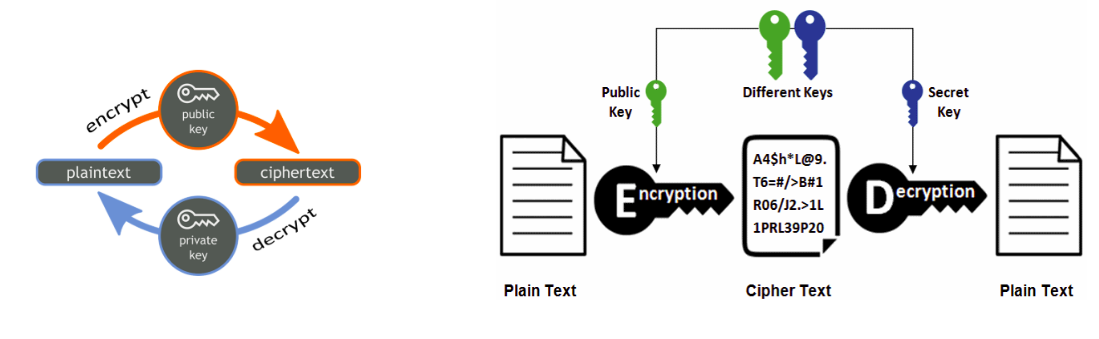 encrypt
public
key
plaintext
ciphertext
private
key
decrypt
Different Keys
Public
Key
Secret
Key
Encryption
A4$h*L@9.
T6=#/>B#1
R06/J2.>1L
1PRL39P20
Decryption
Plain Text
Cipher Text
Plain Text